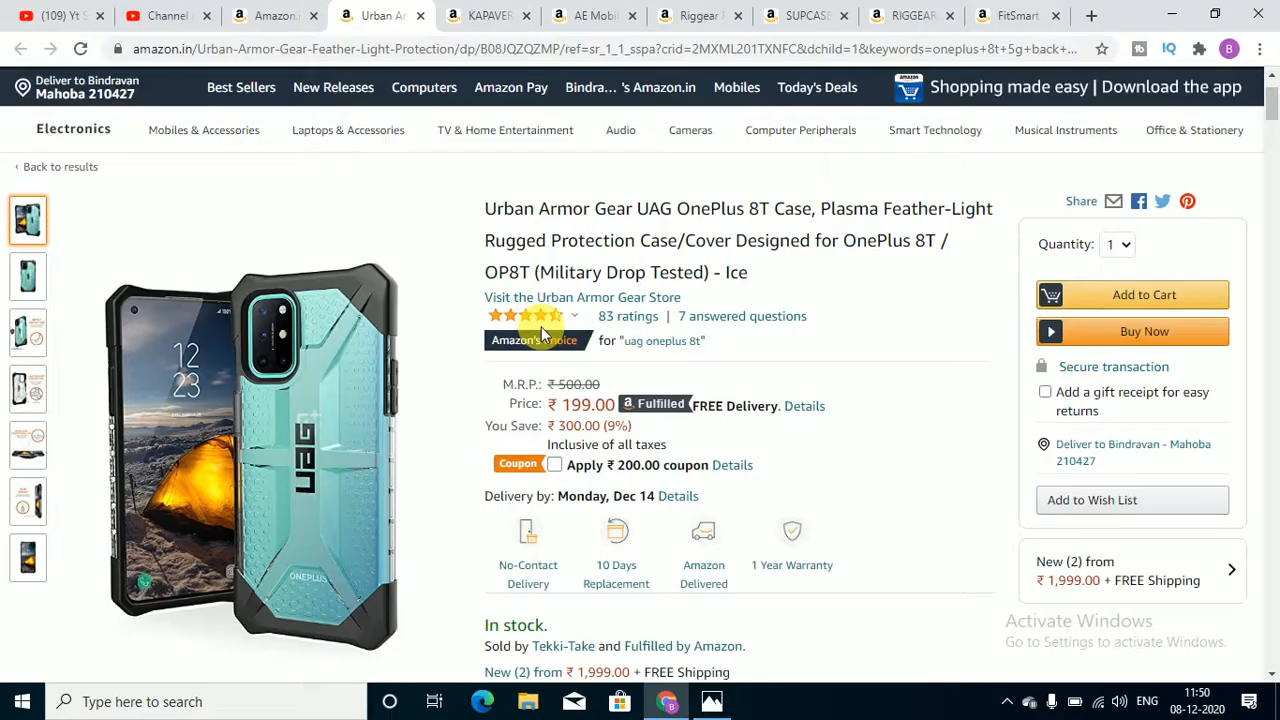 (109) Yt S
Channel
Amazon.
Urban Ar
KAPAVER
AE Mobil
Riggear F
SUPCASE
RIGGEAR
FitSmart
amazon.in/Urban-Armor-Gear-Feather-Light-Protection/dp/B08JQZQZMP/ref=sr_1_1_sspa?crid=2MXML201TXNFC&dchild=1&keywords=oneplus+8t+5g+back+...
IQ
B
Deliver to Bindravan
Mahoba 210427
Best Sellers
New Releases
Computers
Amazon Pay
Bindra... 's Amazon.in
Mobiles
Today's Deals
Shopping made easy | Download the app
Electronics
Mobiles & Accessories
Laptops & Accessories
TV & Home Entertainment
Audio
Cameras
Computer Peripherals
Smart Technology
Musical Instruments
Office & Stationery
‹ Back to results
Urban Armor Gear UAG OnePlus 8T Case, Plasma Feather-Light
Rugged Protection Case/Cover Designed for OnePlus 8T /
OP8T (Military Drop Tested) - Ice
Visit the Urban Armor Gear Store
83 ratings | 7 answered questions
Amazon's Choice for "uag oneplus 8t"
M.R.P.: ₹ 500.00
Price: ₹ 199.00 Fulfilled FREE Delivery. Details
You Save: ₹ 300.00 (9%)
Inclusive of all taxes
Coupon Apply ₹ 200.00 coupon Details
Delivery by: Monday, Dec 14 Details
No-Contact
Delivery
10 Days
Replacement
Amazon
Delivered
1 Year Warranty
In stock.
Sold by Tekki-Take and Fulfilled by Amazon.
New (2) from ₹ 1,999.00 + FREE Shipping
12
23
ONEPLUS
Share
Quantity: 1
Add to Cart
Buy Now
Secure transaction
Add a gift receipt for easy
returns
Deliver to Bindravan - Mahoba
210427
Add to Wish List
New (2) from
₹ 1,999.00 + FREE Shipping
Activate Windows
Go to Settings to activate Windows.
Type here to search
ENG
11:50
08-12-2020